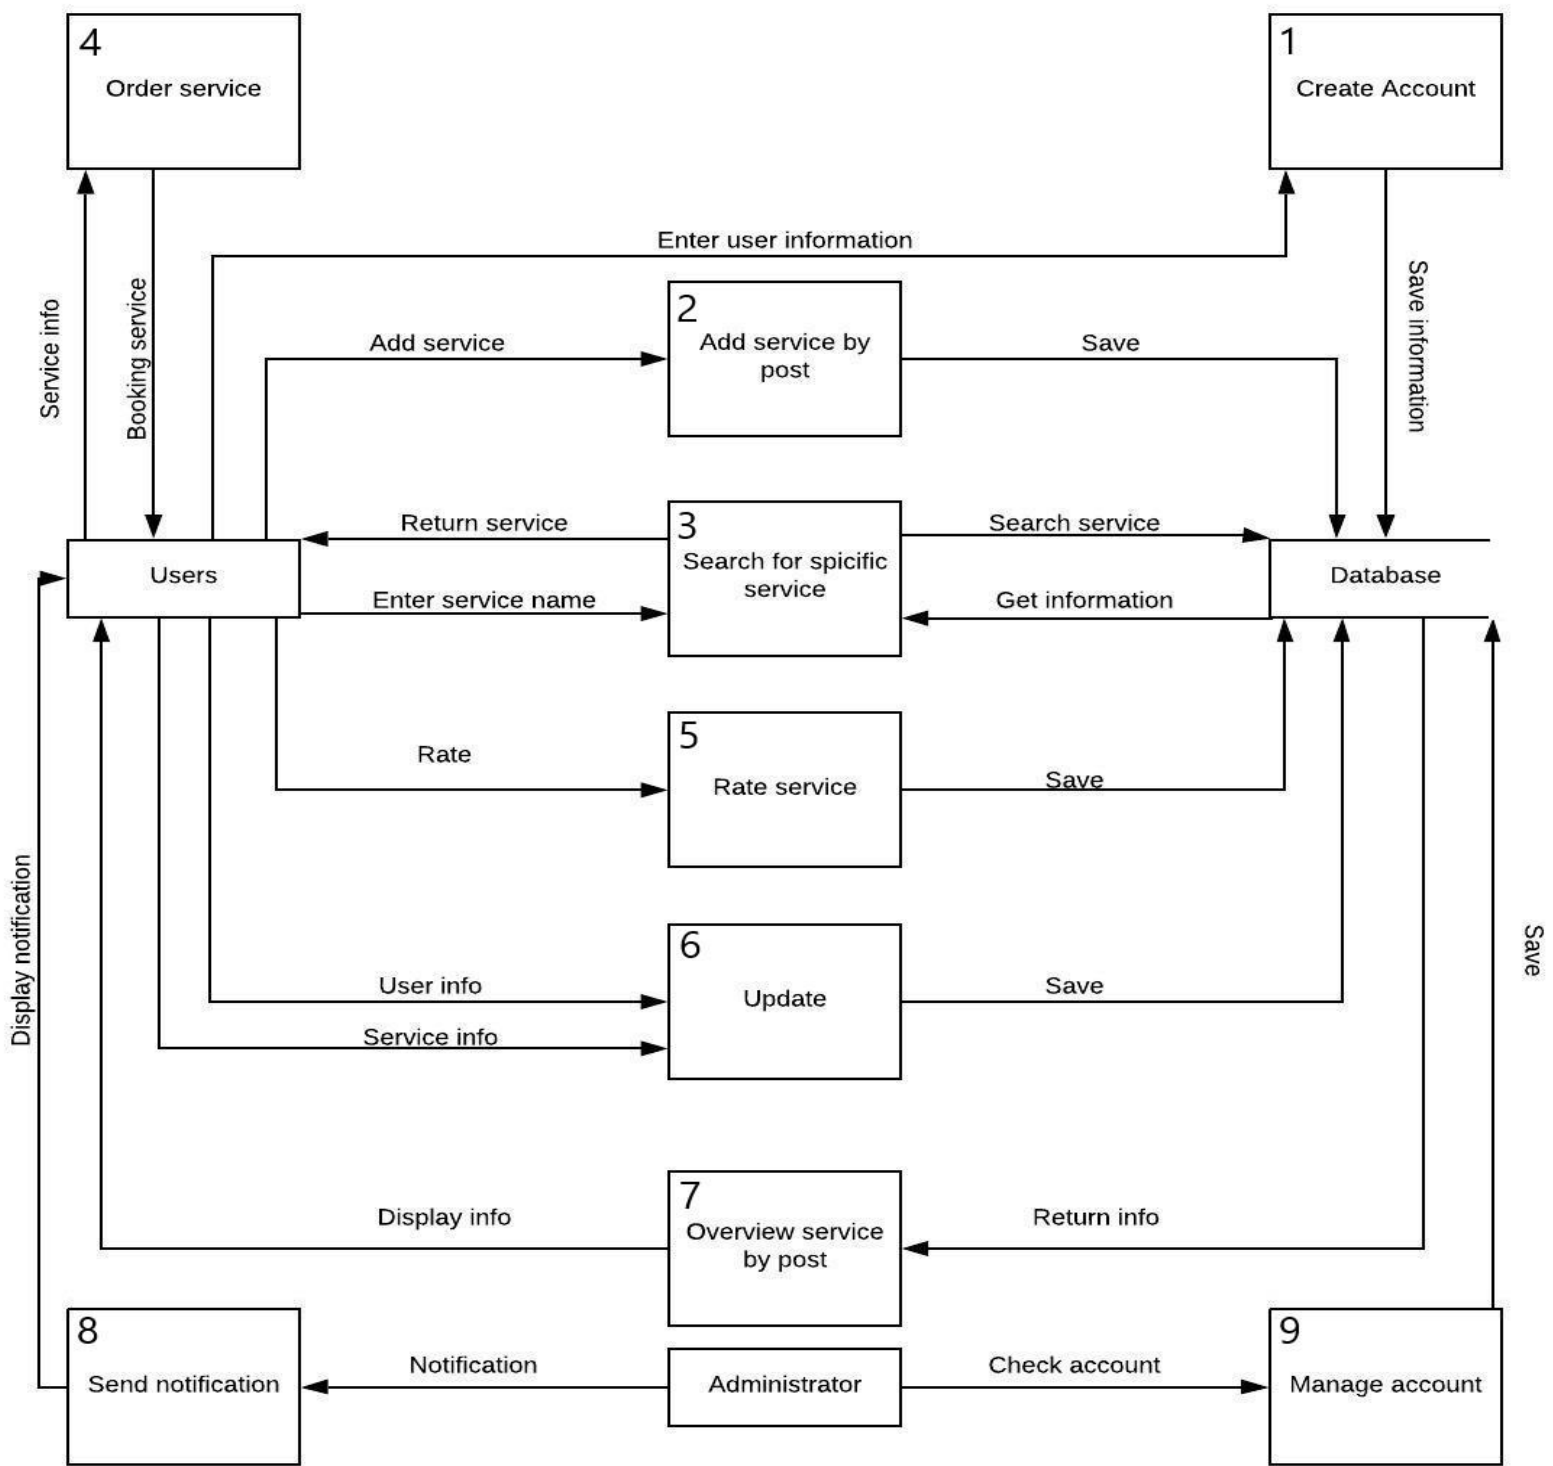 4
Order service
1
Create Account
Enter user information
Service info
Booking service
Save information
2
Add service by
post
Add service
Save
Return service
3
Search for spicific
service
Search service
Users
Database
Enter service name
Get information
5
Rate service
Rate
Save
Display notification
6
Update
User info
Service info
Save
Save
7
Overview service
by post
Display info
Return info
8
Send notification
Notification
Administrator
Check account
9
Manage account